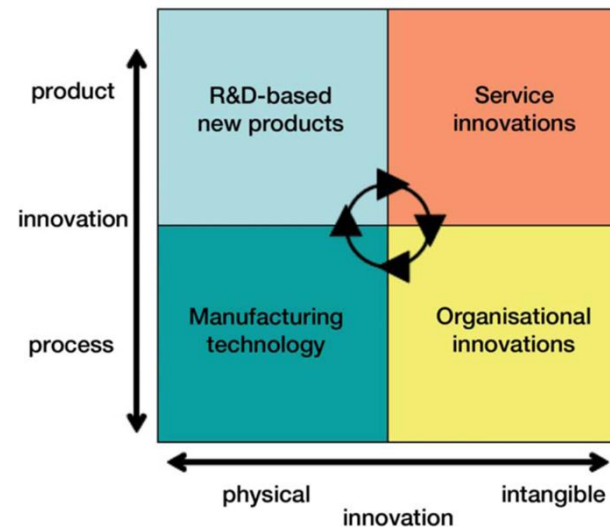 product
R&D-based
new products
Service
innovations
innovation
process
Manufacturing
technology
Organisational
innovations
physical
intangible
innovation